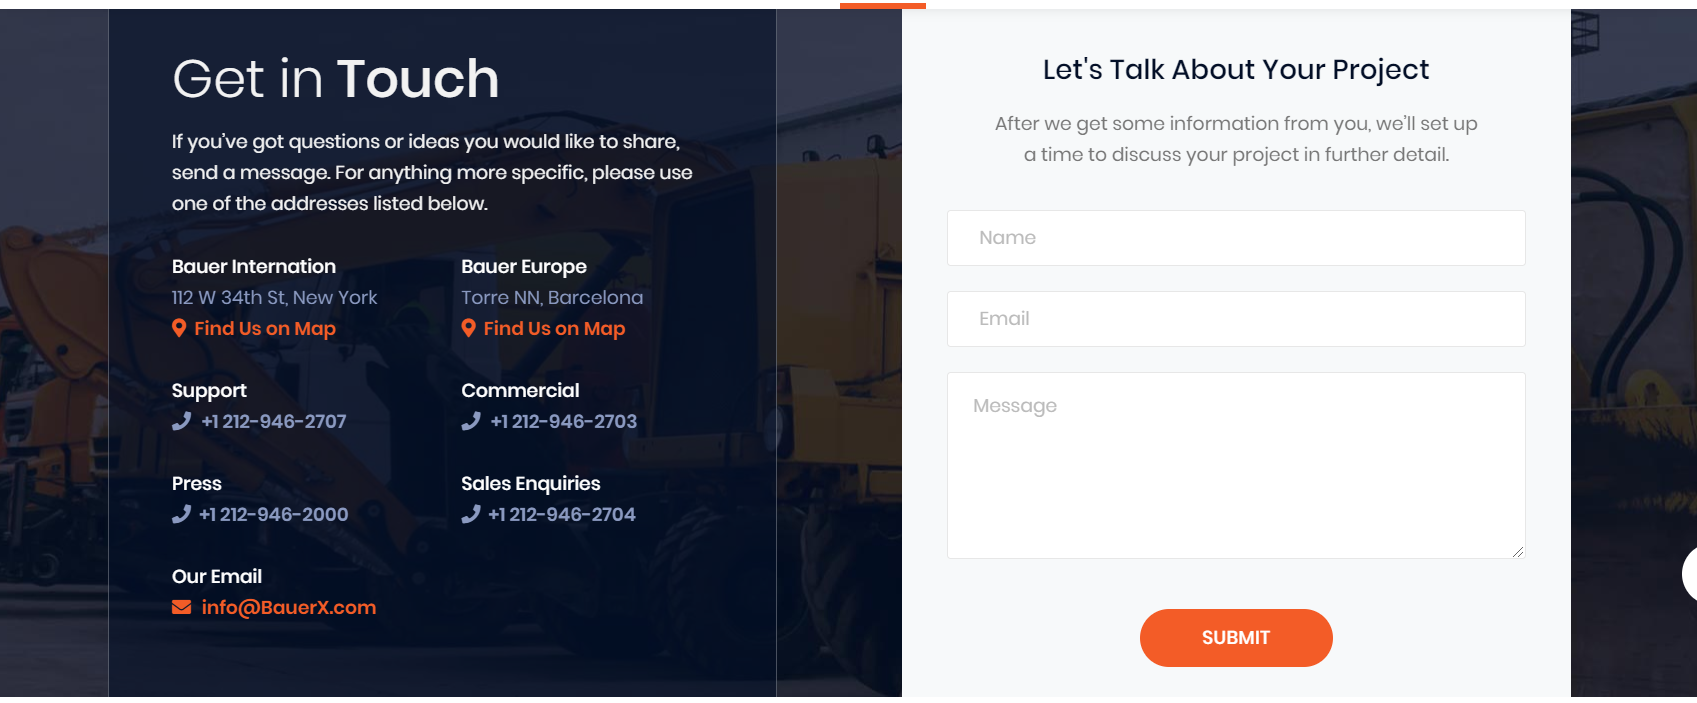 Get in Touch
If you've got questions or ideas you would like to share,
send a message. For anything more specific, please use
one of the addresses listed below.
Bauer Internation
112 W 34th St, New York
Find Us on Map
Bauer Europe
Torre NN, Barcelona
Find Us on Map
Support
+1 212-946-2707
Commercial
+1 212-946-2703
Press
+1 212-946-2000
Sales Enquiries
+1 212-946-2704
Our Email
info@BauerX.com
Let's Talk About Your Project
After we get some information from you, we'll set up
a time to discuss your project in further detail.
Name
Email
Message
SUBMIT